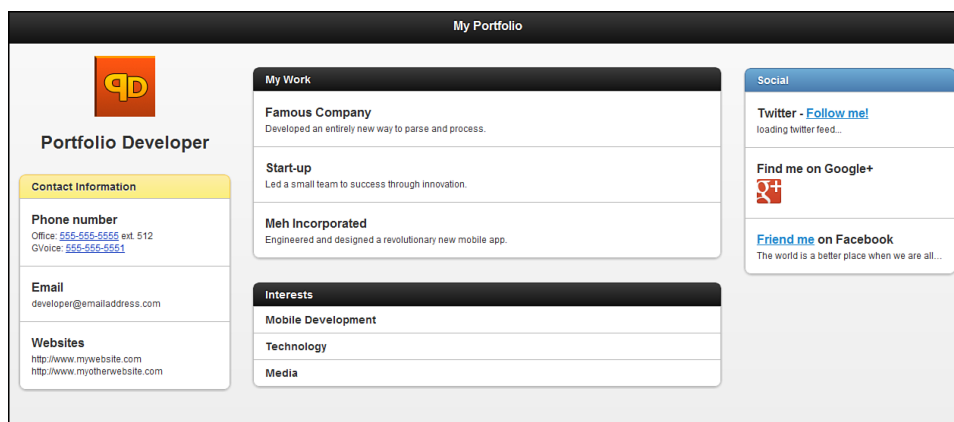 My Portfolio
Portfolio Developer
Contact Information
Phone number
Office: 555-555-5555 ext. 512
GVoice: 555-555-5551
Email
developer@emailaddress.com
Websites
http://www.mywebsite.com
http://www.myotherwebsite.com
My Work
Famous Company
Developed an entirely new way to parse and process.
Start-up
Led a small team to success through innovation.
Meh Incorporated
Engineered and designed a revolutionary new mobile app.
Interests
Mobile Development
Technology
Media
Social
Twitter - Follow me!
loading twitter feed...
Find me on Google+
g+
Friend me on Facebook
The world is a better place when we are all...